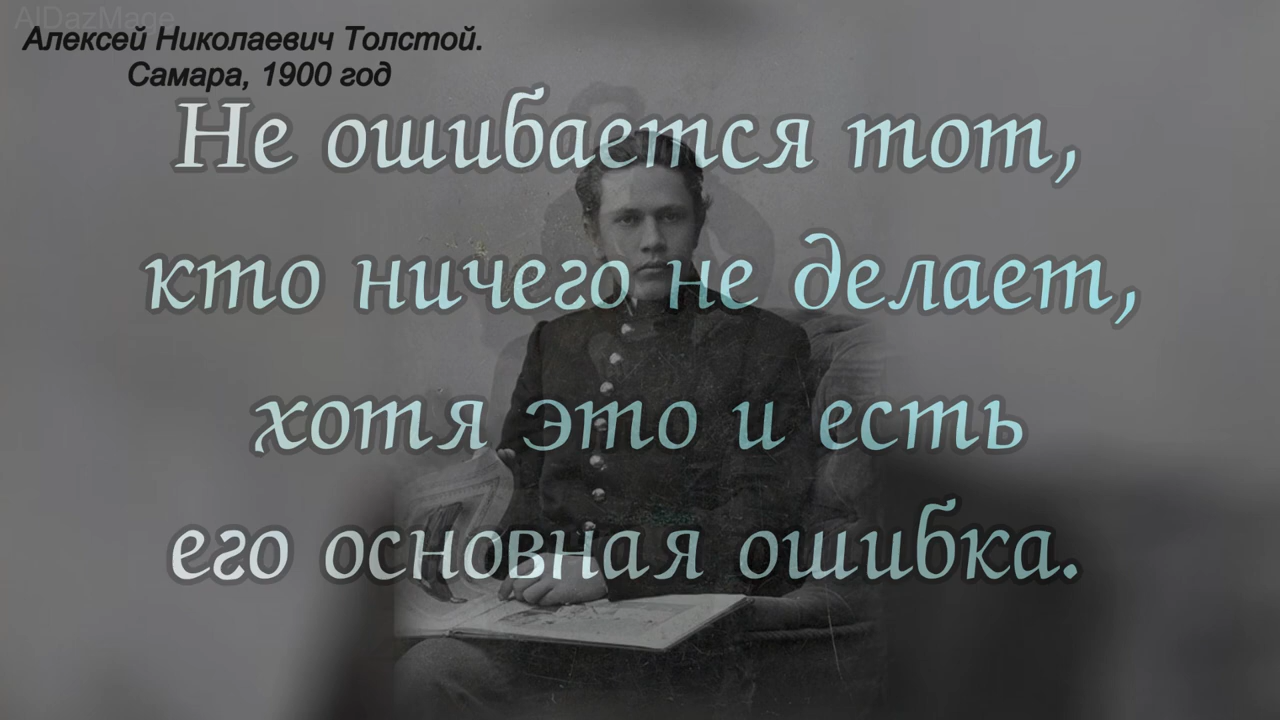 AlDazMage
Алексей Николаевич Толстой.
Самара, 1900 год
Не ошибается тот,
кто ничего не делает,
хотя это и есть
его основная ошибка.